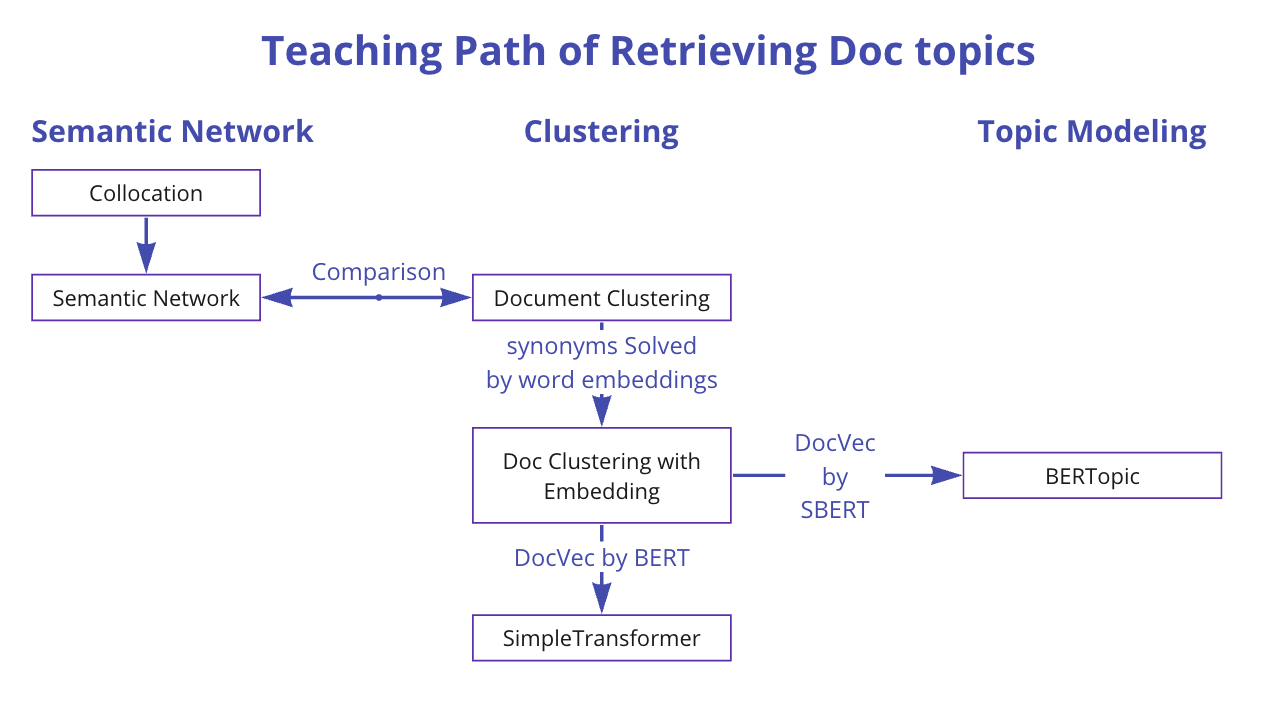 Teaching Path of Retrieving Doc topics
Semantic Network
Clustering
Topic Modeling
Collocation
Semantic Network
Comparison
Document Clustering
synonyms Solved
by word embeddings
Doc Clustering with
Embedding
DocVec
by
SBERT
BERTopic
DocVec by BERT
SimpleTransformer